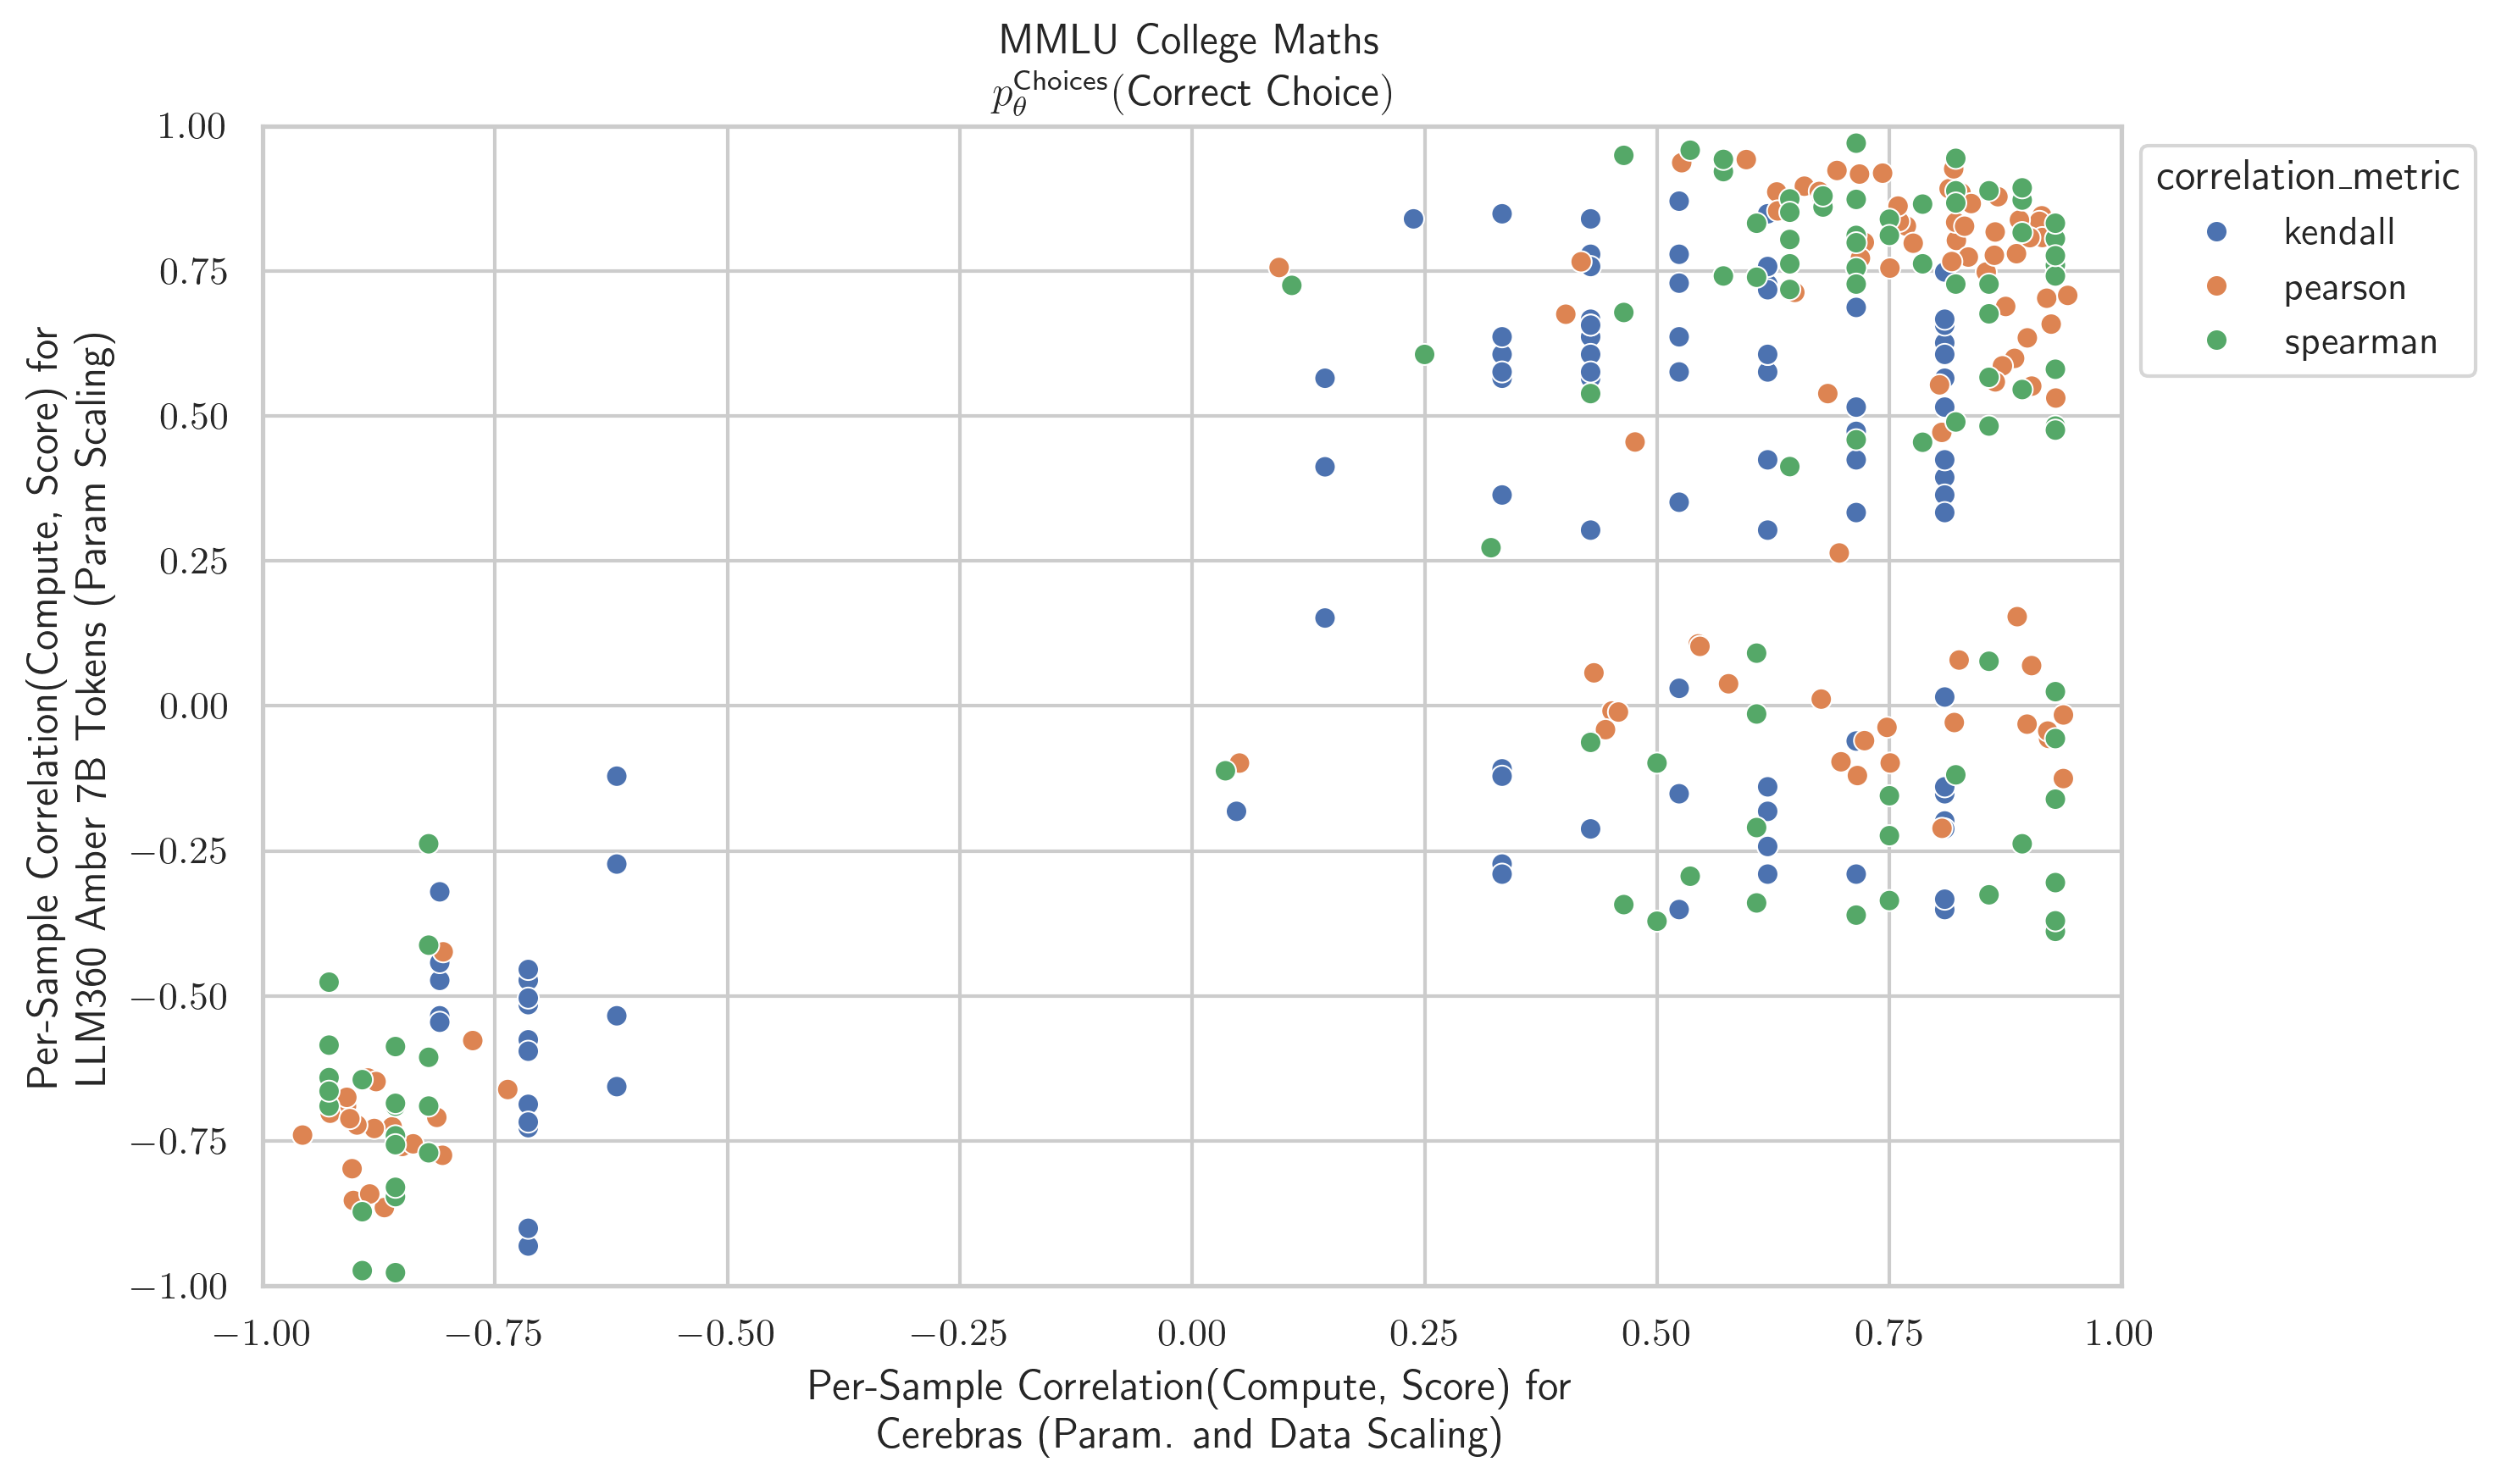 MMLU College Maths
p_θ^Choices(Correct Choice)
Per-Sample Correlation(Compute, Score) for
LLM360 Amber 7B Tokens (Param Scaling)
1.00
0.75
0.50
0.25
0.00
−0.25
−0.50
−0.75
−1.00
−1.00 −0.75 −0.50 −0.25 0.00 0.25 0.50 0.75 1.00
Per-Sample Correlation(Compute, Score) for
Cerebras (Param. and Data Scaling)
correlation_metric
kendall
pearson
spearman